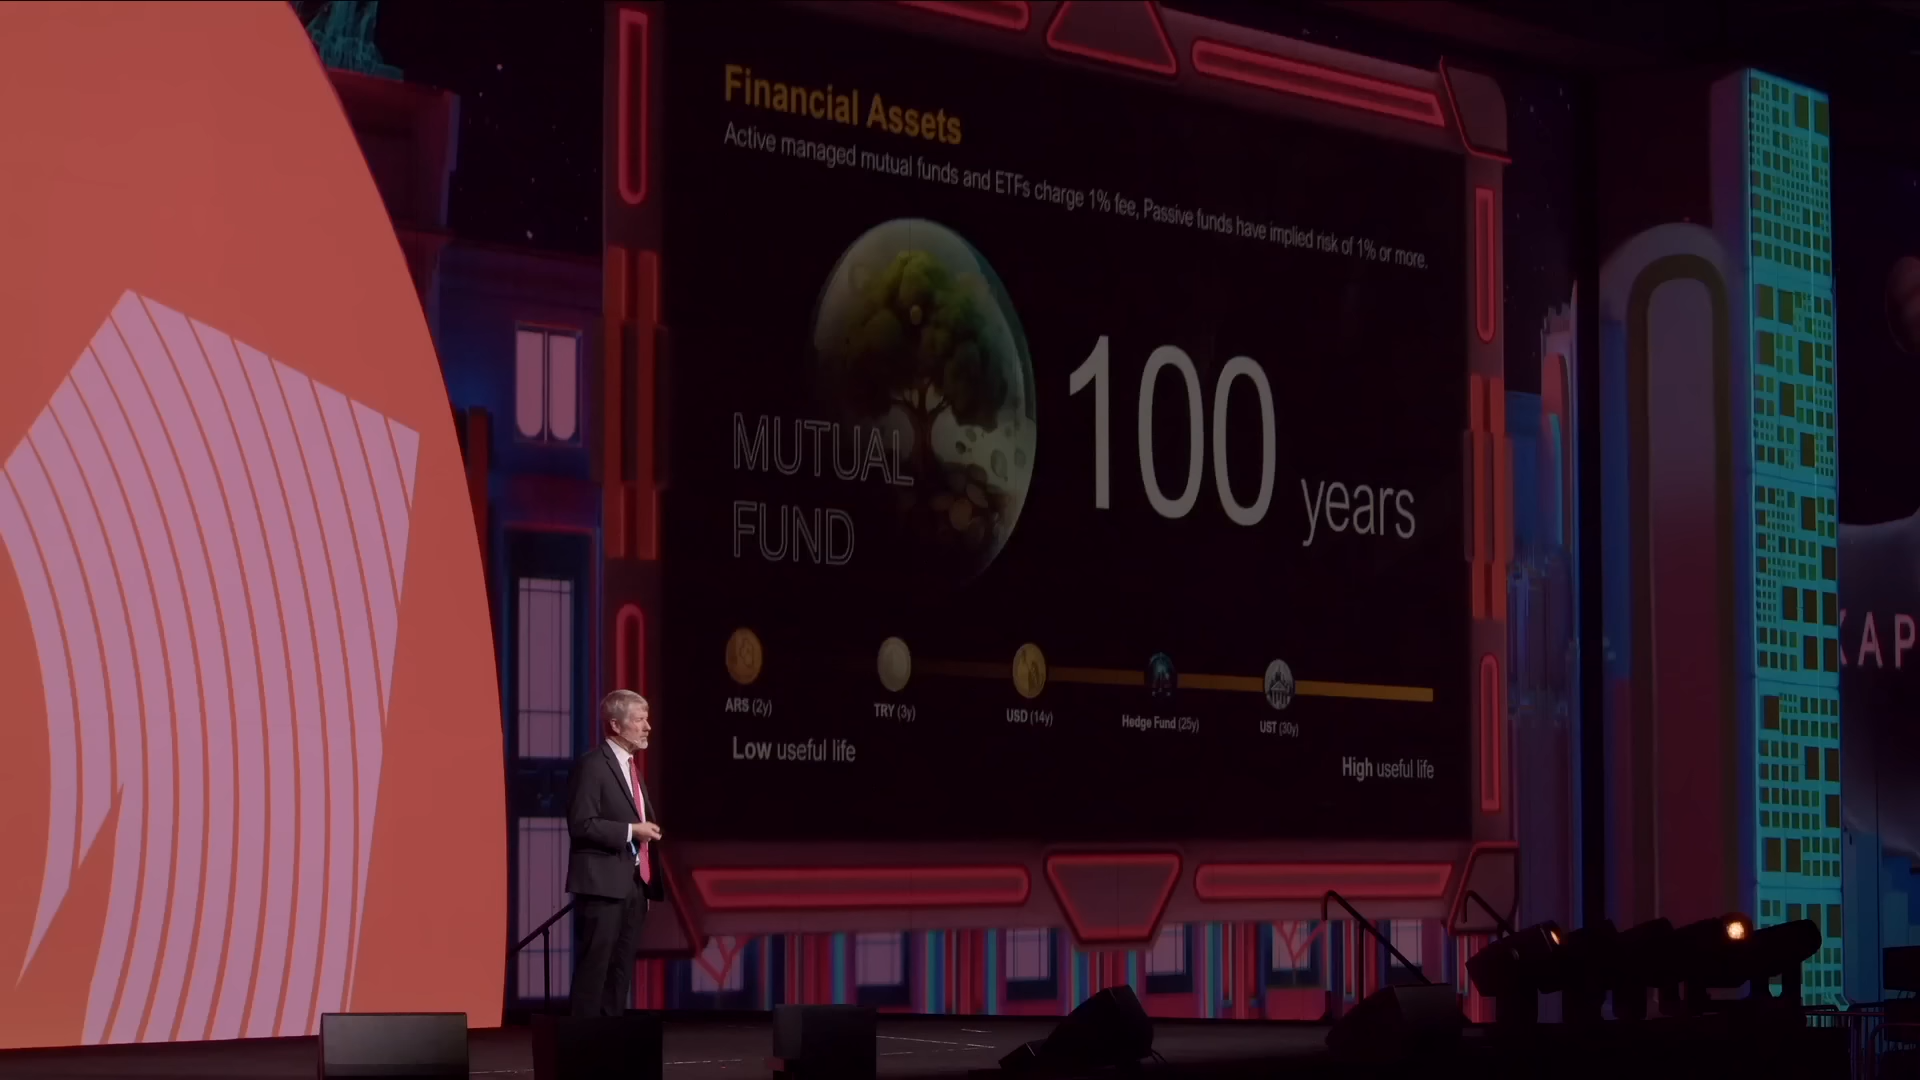 Financial Assets
Active managed mutual funds and ETFs charge 1% fee, Passive funds have implied risk of 1% or more.
MUTUAL
FUND
100 years
ARS (2y)
TRY (3y)
USD (14y)
Hedge Fund (25y)
UST (30y)
Low useful life
High useful life
KAP